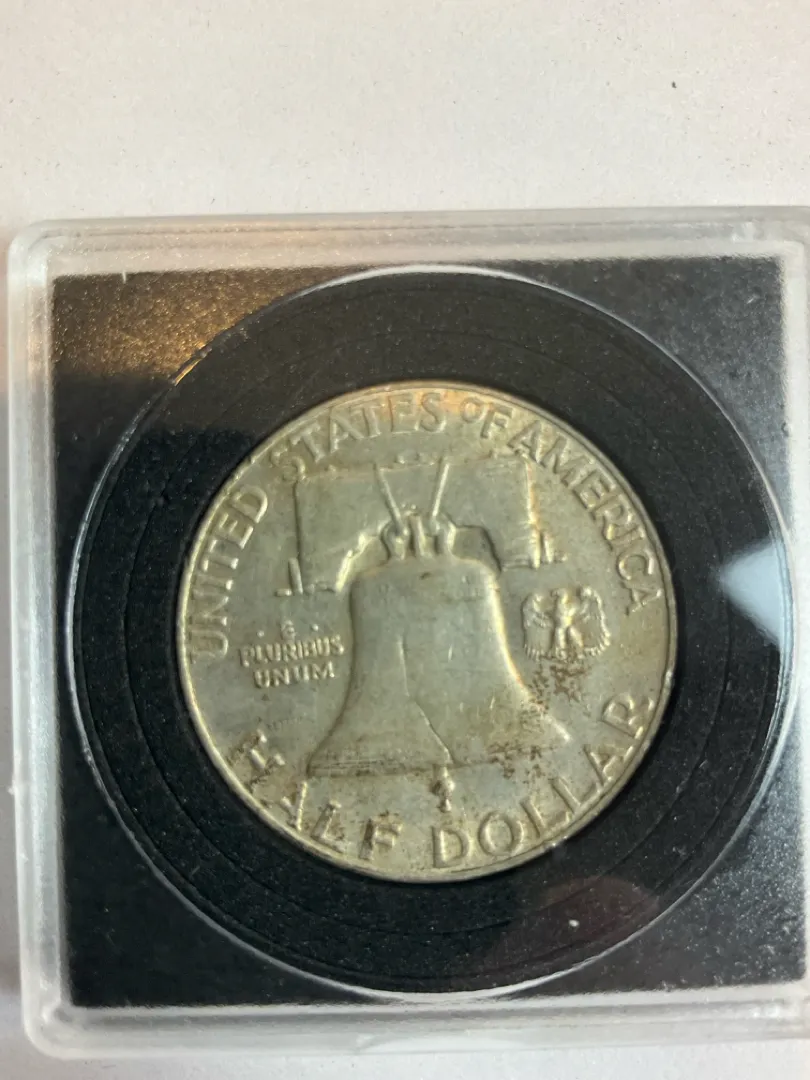 UNITED STATES OF AMERICA
E
PLURIBUS
UNUM
HALF DOLLAR